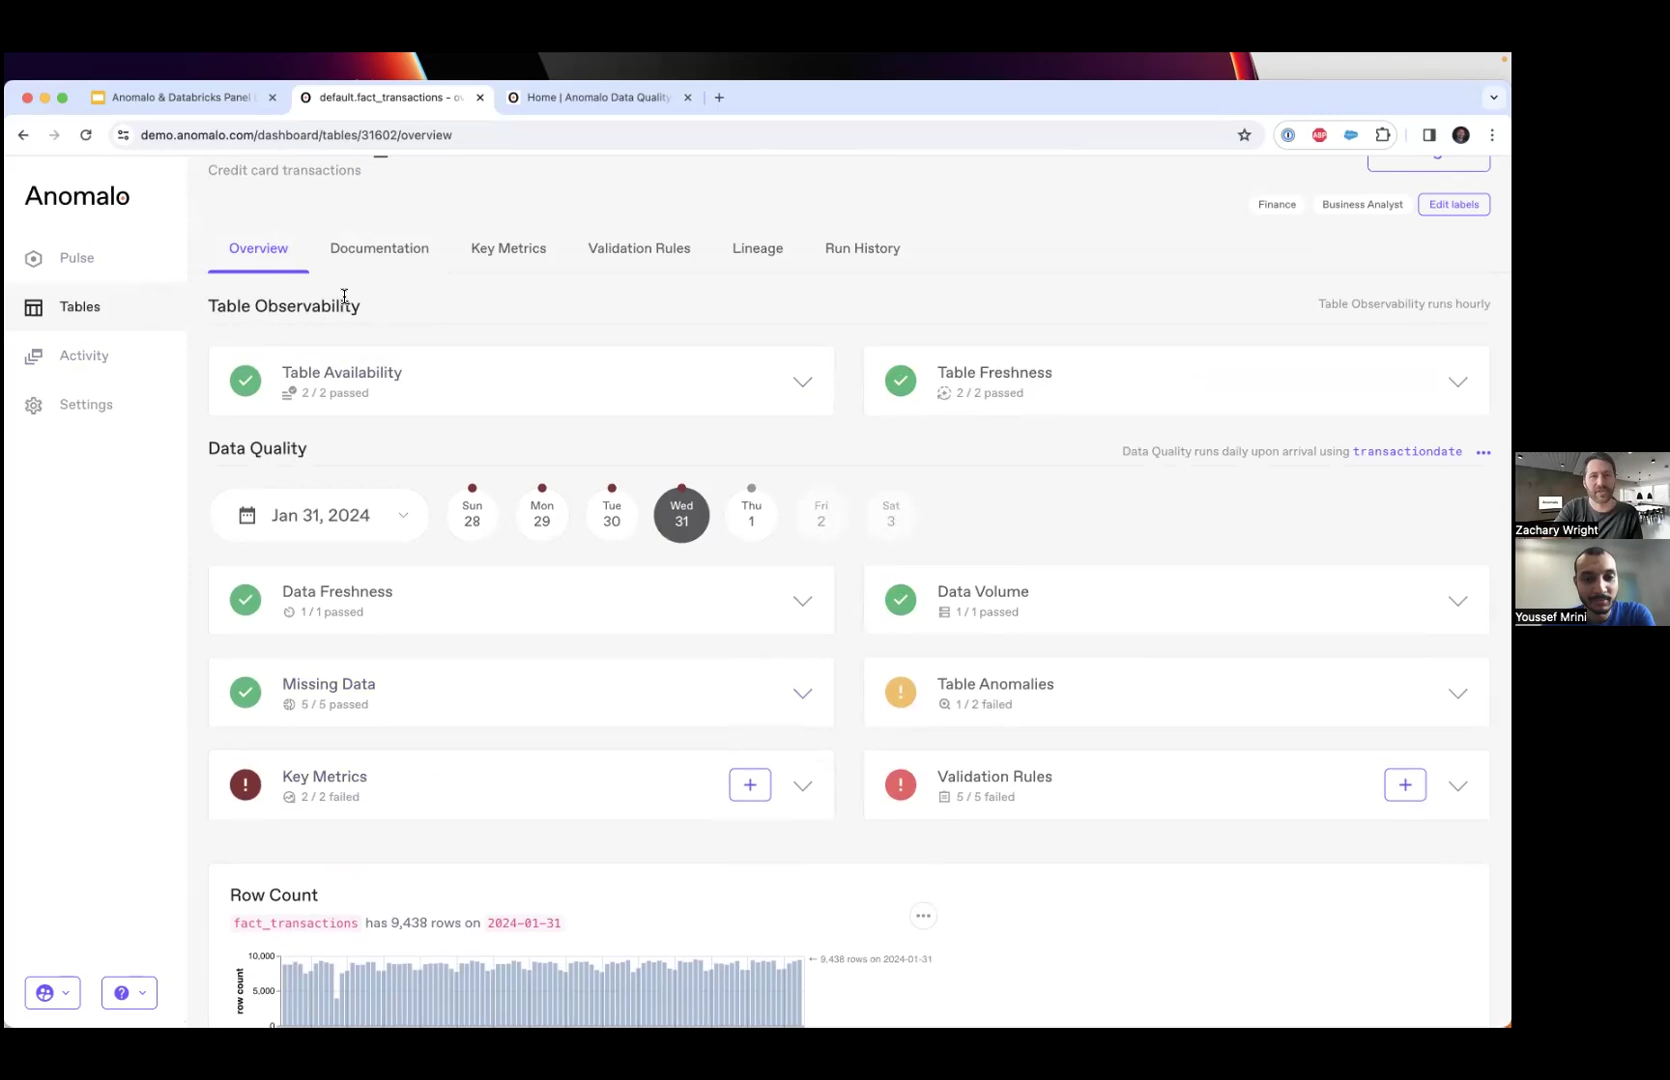 Anomalo & Databricks Panel
default.fact_transactions - ov
Home | Anomalo Data Quality
demo.anomalo.com/dashboard/tables/31602/overview
ABP
Anomalo
Pulse
Tables
Activity
Settings
Credit card transactions
Finance
Business Analyst
Edit labels
Overview
Documentation
Key Metrics
Validation Rules
Lineage
Run History
Table Observability
Table Observability runs hourly
Table Availability
2 / 2 passed
Table Freshness
2 / 2 passed
Data Quality
Data Quality runs daily upon arrival using transactiondate
Jan 31, 2024
Sun
28
Mon
29
Tue
30
Wed
31
Thu
1
Fri
2
Sat
3
Data Freshness
1 / 1 passed
Data Volume
1 / 1 passed
Missing Data
5 / 5 passed
Table Anomalies
1 / 2 failed
Key Metrics
2 / 2 failed
Validation Rules
5 / 5 failed
Row Count
fact_transactions has 9,438 rows on 2024-01-31
10,000
5,000
0
row count
← 9,438 rows on 2024-01-31
Zachary Wright
Youssef Mrini